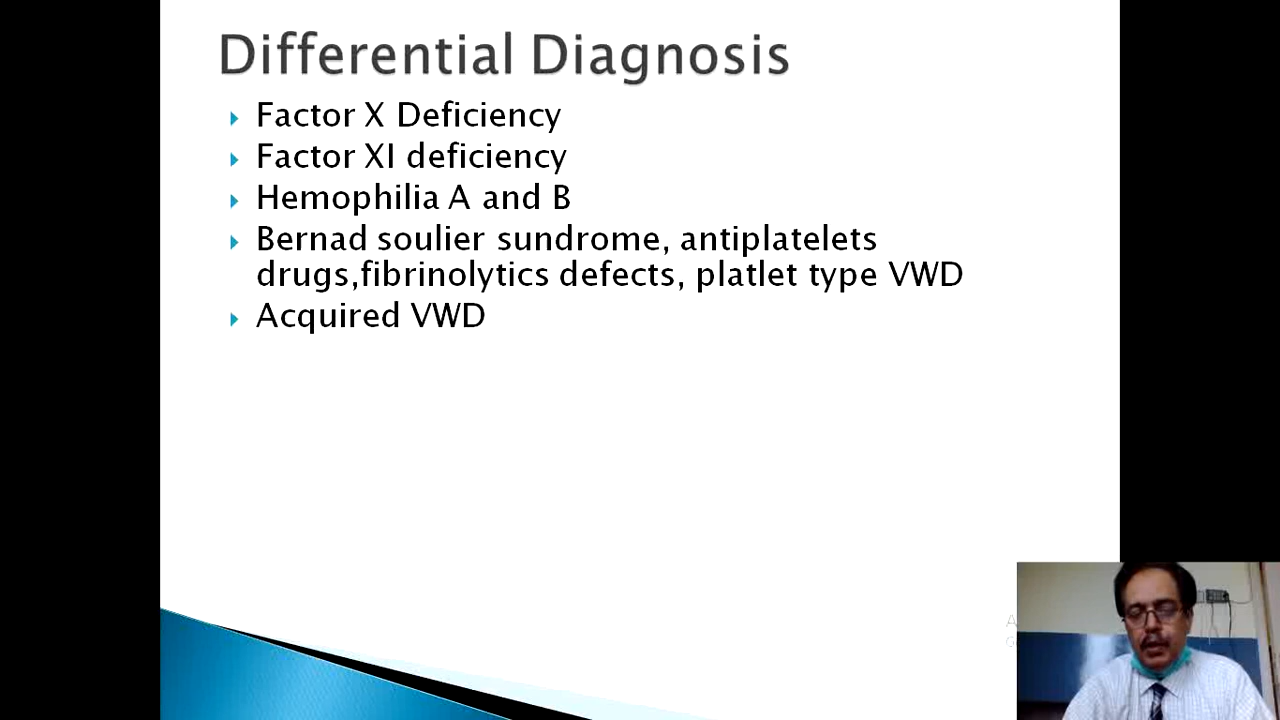 Differential Diagnosis
Factor X Deficiency
Factor XI deficiency
Hemophilia A and B
Bernad soulier sundrome, antiplatelets
drugs,fibrinolytics defects, platlet type VWD
Acquired VWD